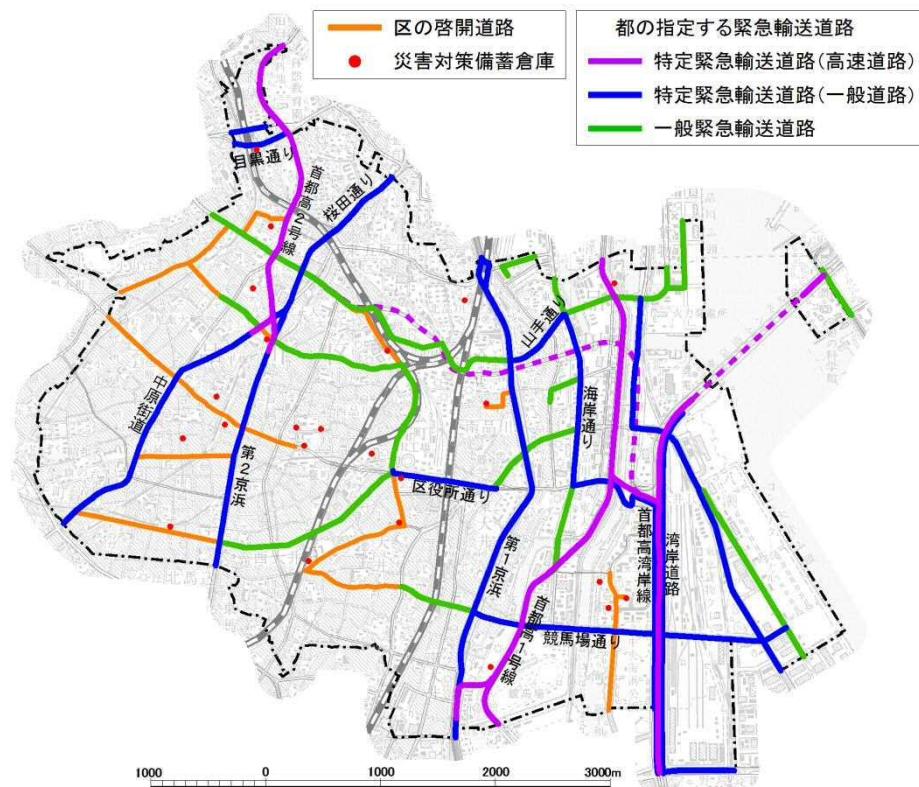 区の啓開道路
災害対策備蓄倉庫
都の指定する緊急輸送道路
特定緊急輸送道路(高速道路)
特定緊急輸送道路(一般道路)
一般緊急輸送道路
目黒通り
首都高2号線
桜田通り
山手通り
中原街道
第2京浜
海岸通り
区役所通り
第1京浜
首都高1号線
首都高湾岸線
湾岸道路
競馬場通り
1000 0 1000 2000 3000m